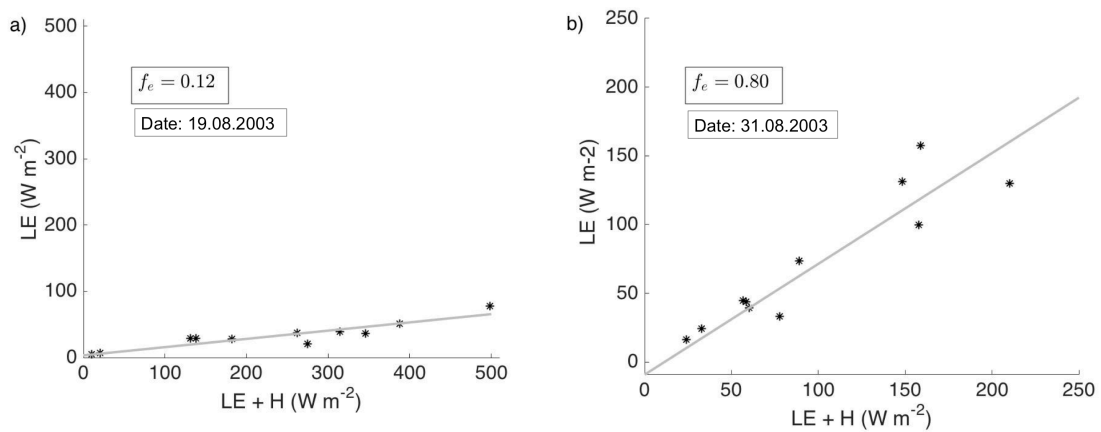 a)
500
400
300
200
100
0
LE (W m⁻²)
fₑ = 0.12
Date: 19.08.2003
0 100 200 300 400 500
LE + H (W m⁻²)
b)
250
200
150
100
50
0
LE (W m-2)
fₑ = 0.80
Date: 31.08.2003
0 50 100 150 200 250
LE + H (W m⁻²)